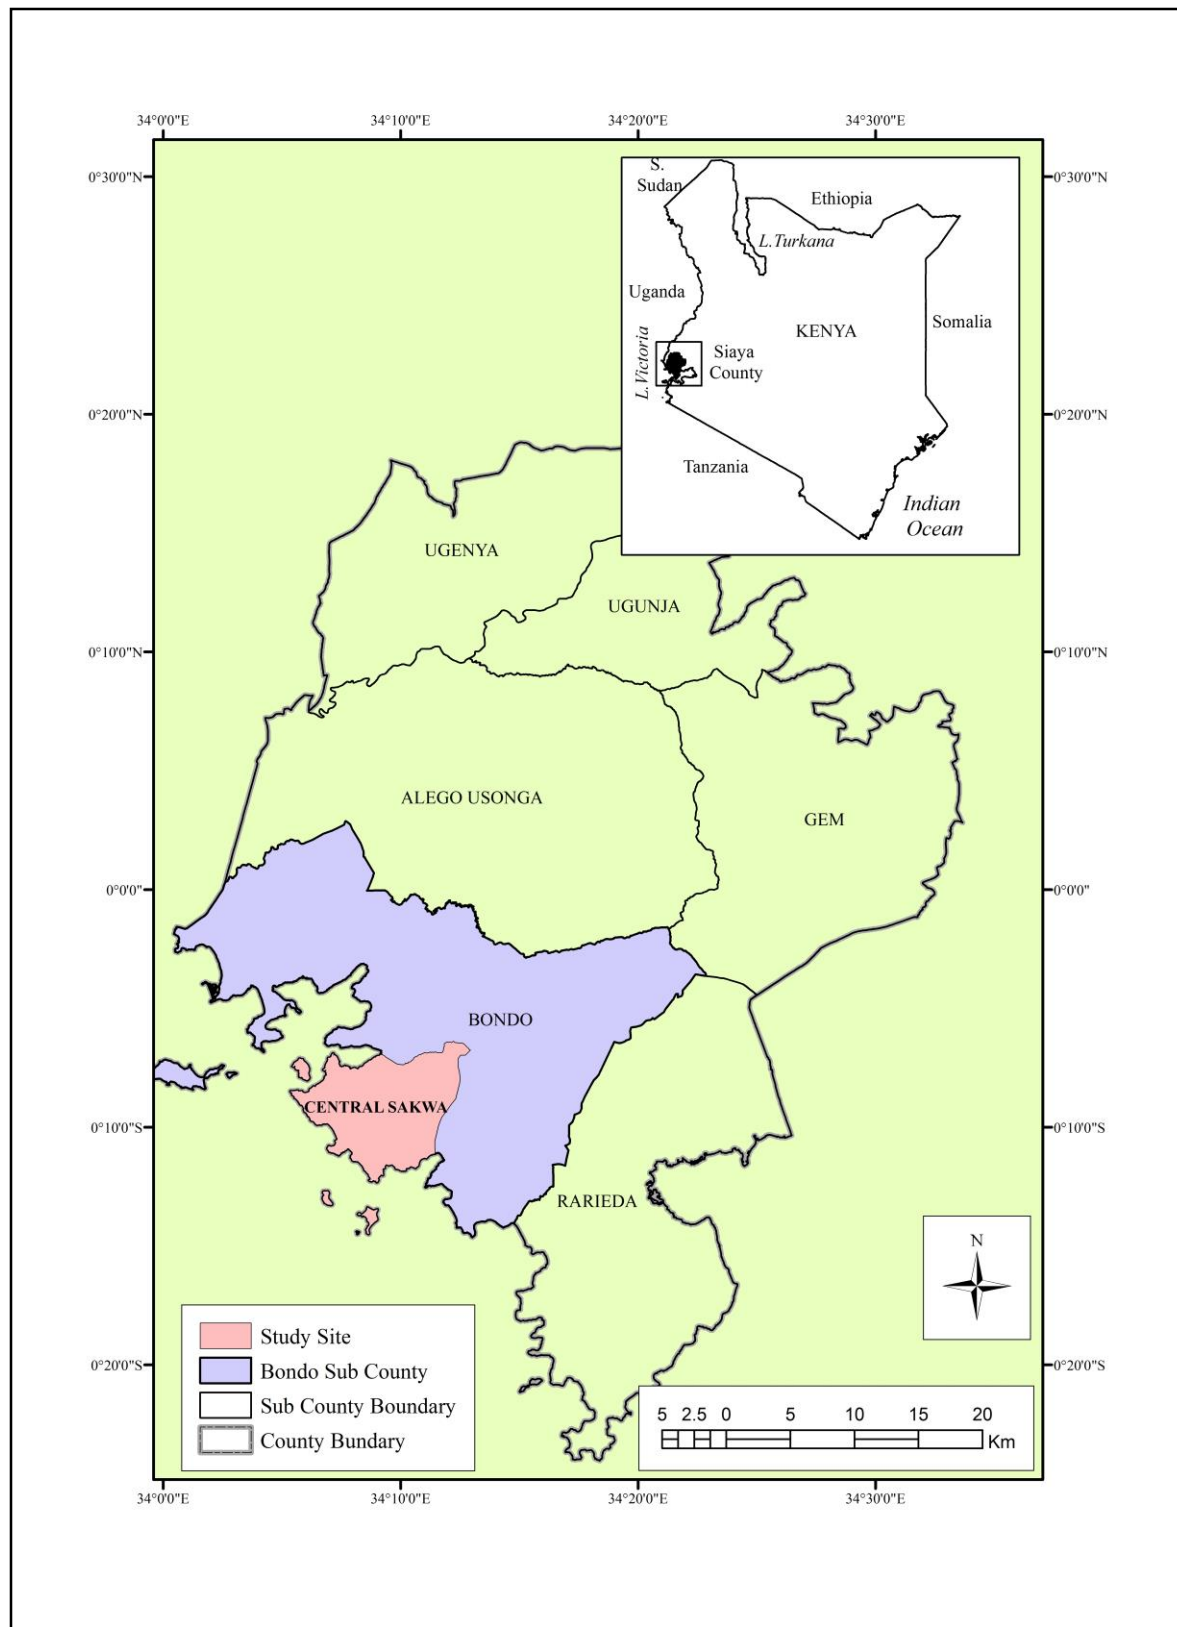 34°0'0"E 34°10'0"E 34°20'0"E 34°30'0"E
0°30'0"N 0°30'0"N
S.
Sudan
Ethiopia
L.Turkana
Uganda
KENYA
Somalia
L.Victoria
Siaya
County
Tanzania
Indian
Ocean
0°20'0"N 0°20'0"N
UGENYA
UGUNJA
0°10'0"N 0°10'0"N
ALEGO USONGA
GEM
0°0'0" 0°0'0"
BONDO
CENTRAL SAKWA
0°10'0"S 0°10'0"S
RARIEDA
N
Study Site
Bondo Sub County
Sub County Boundary
County Bundary
0°20'0"S 0°20'0"S
5 2.5 0 5 10 15 20
Km
34°0'0"E 34°10'0"E 34°20'0"E 34°30'0"E